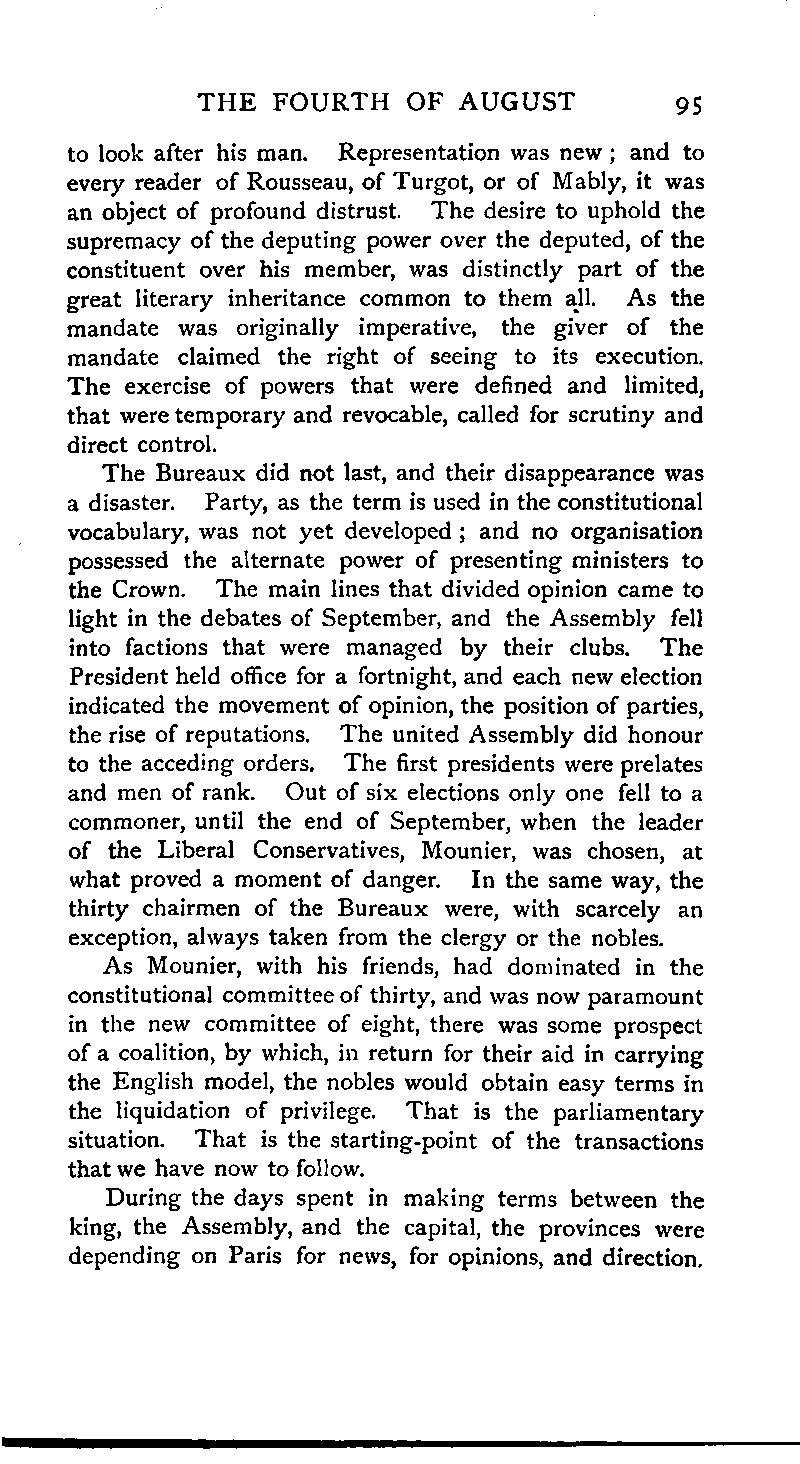 THE FOURTH OF AUGUST 95
to look after his man. Representation was new ; and to
every reader of Rousseau, of Turgot, or of Mably, it was
an object of profound distrust. The desire to uphold the
supremacy of the deputing power over the deputed, of the
constituent over his member, was distinctly part of the
great literary inheritance common to them all. As the
mandate was originally imperative, the giver of the
mandate claimed the right of seeing to its execution.
The exercise of powers that were defined and limited,
that were temporary and revocable, called for scrutiny and
direct control.
The Bureaux did not last, and their disappearance was
a disaster. Party, as the term is used in the constitutional
vocabulary, was not yet developed ; and no organisation
possessed the alternate power of presenting ministers to
the Crown. The main lines that divided opinion came to
light in the debates of September, and the Assembly fell
into factions that were managed by their clubs. The
President held office for a fortnight, and each new election
indicated the movement of opinion, the position of parties,
the rise of reputations. The united Assembly did honour
to the acceding orders. The first presidents were prelates
and men of rank. Out of six elections only one fell to a
commoner, until the end of September, when the leader
of the Liberal Conservatives, Mounier, was chosen, at
what proved a moment of danger. In the same way, the
thirty chairmen of the Bureaux were, with scarcely an
exception, always taken from the clergy or the nobles.
As Mounier, with his friends, had dominated in the
constitutional committee of thirty, and was now paramount
in the new committee of eight, there was some prospect
of a coalition, by which, in return for their aid in carrying
the English model, the nobles would obtain easy terms in
the liquidation of privilege. That is the parliamentary
situation. That is the starting-point of the transactions
that we have now to follow.
During the days spent in making terms between the
king, the Assembly, and the capital, the provinces were
depending on Paris for news, for opinions, and direction.